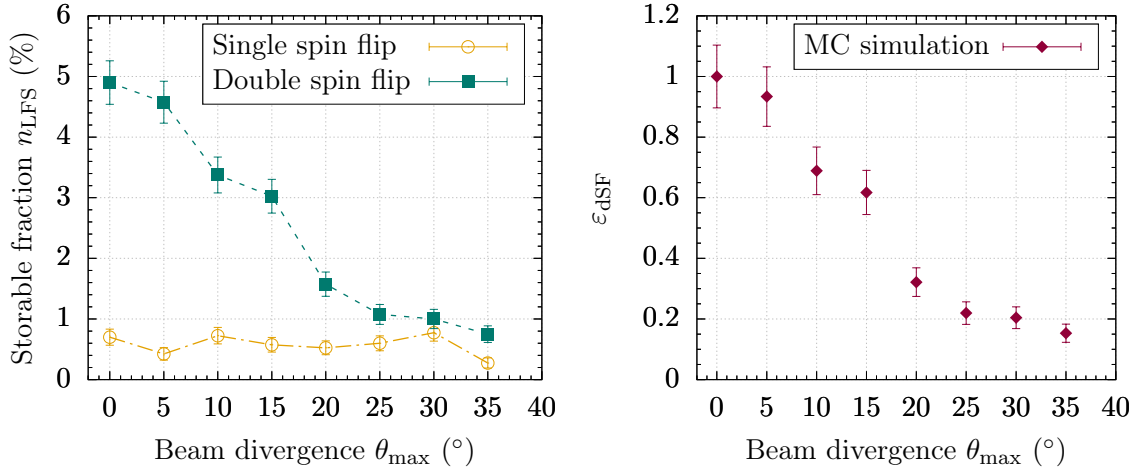 Storable fraction n_LFS (%)
6
5
4
3
2
1
0
Single spin flip
Double spin flip
0 5 10 15 20 25 30 35 40
Beam divergence θ_max (°)
ε_dSF
1.2
1
0.8
0.6
0.4
0.2
0
MC simulation
0 5 10 15 20 25 30 35 40
Beam divergence θ_max (°)